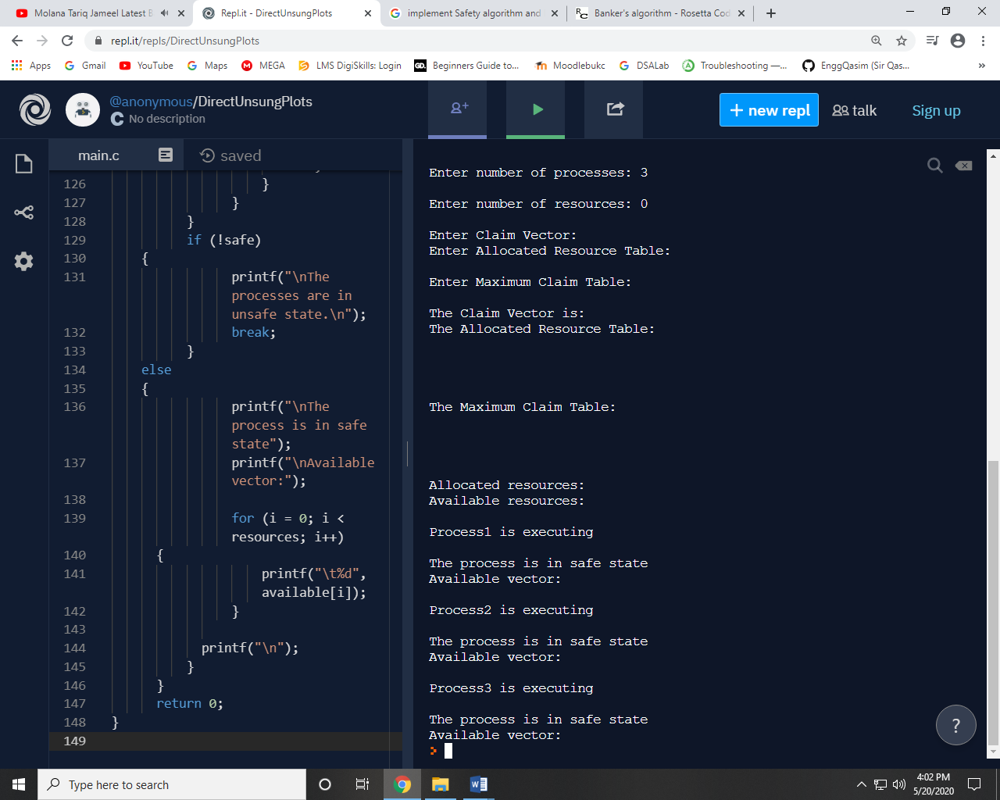 Molana Tariq Jameel Latest B
Repl.it - DirectUnsungPlots
implement Safety algorithm and
Banker's algorithm - Rosetta Cod
repl.it/repls/DirectUnsungPlots
Apps
Gmail
YouTube
Maps
MEGA
LMS DigiSkills: Login
GD.
Beginners Guide to...
Moodlebukc
DSALab
Troubleshooting —...
EnggQasim (Sir Qas...
»
@anonymous/DirectUnsungPlots
C No description
+ new repl
talk
Sign up
main.c
saved
126 }
127 }
128 }
129 if (!safe)
130 {
131 printf("\nThe
processes are in
unsafe state.\n");
132 break;
133 }
134 else
135 {
136 printf("\nThe
process is in safe
state");
137 printf("\nAvailable
vector:");
138
139 for (i = 0; i <
resources; i++)
140 {
141 printf("\t%d",
available[i]);
142 }
143
144 printf("\n");
145 }
146 }
147 return 0;
148 }
149
Enter number of processes: 3
Enter number of resources: 0
Enter Claim Vector:
Enter Allocated Resource Table:
Enter Maximum Claim Table:
The Claim Vector is:
The Allocated Resource Table:
The Maximum Claim Table:
Allocated resources:
Available resources:
Process1 is executing
The process is in safe state
Available vector:
Process2 is executing
The process is in safe state
Available vector:
Process3 is executing
The process is in safe state
Available vector:
>
?
Type here to search
4:02 PM
5/20/2020